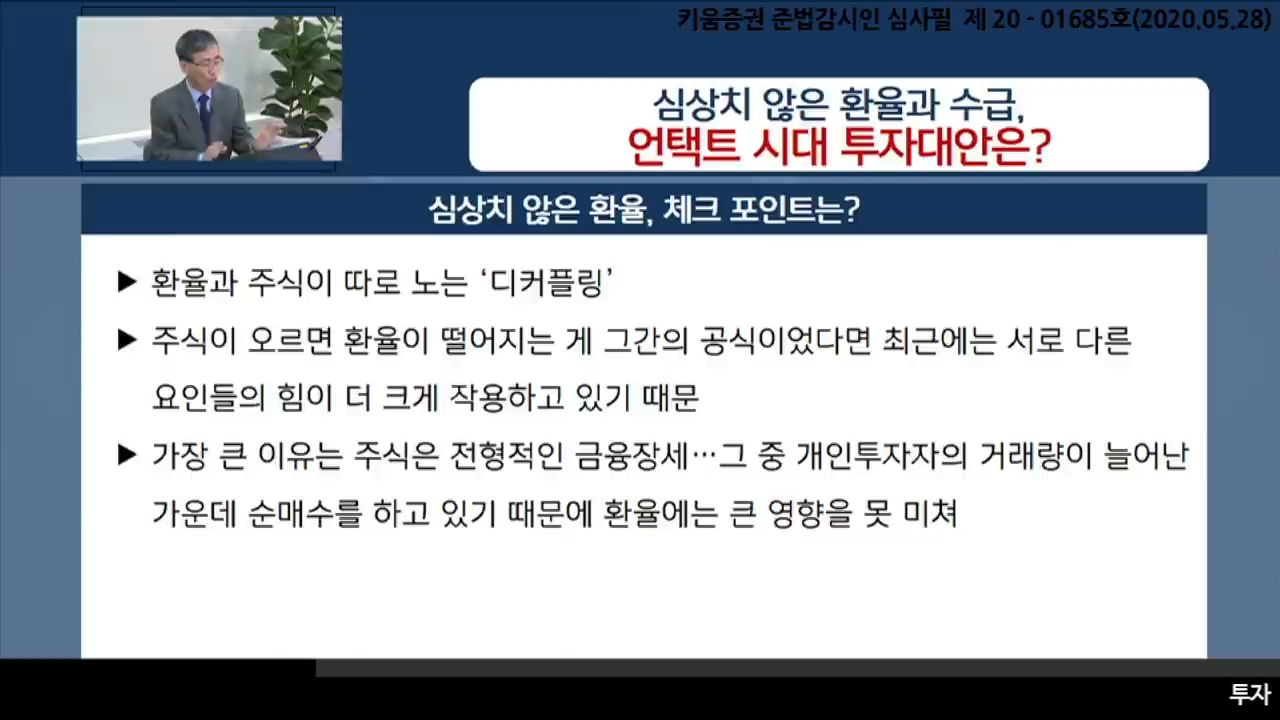 키움증권 준법감시인 심사필 제 20 - 01685호(2020.05.28)
심상치 않은 환율과 수급,
언택트 시대 투자대안은?
심상치 않은 환율, 체크 포인트는?
▶ 환율과 주식이 따로 노는 ‘디커플링’
▶ 주식이 오르면 환율이 떨어지는 게 그간의 공식이었다면 최근에는 서로 다른
요인들의 힘이 더 크게 작용하고 있기 때문
▶ 가장 큰 이유는 주식은 전형적인 금융장세…그 중 개인투자자의 거래량이 늘어난
가운데 순매수를 하고 있기 때문에 환율에는 큰 영향을 못 미쳐
투자